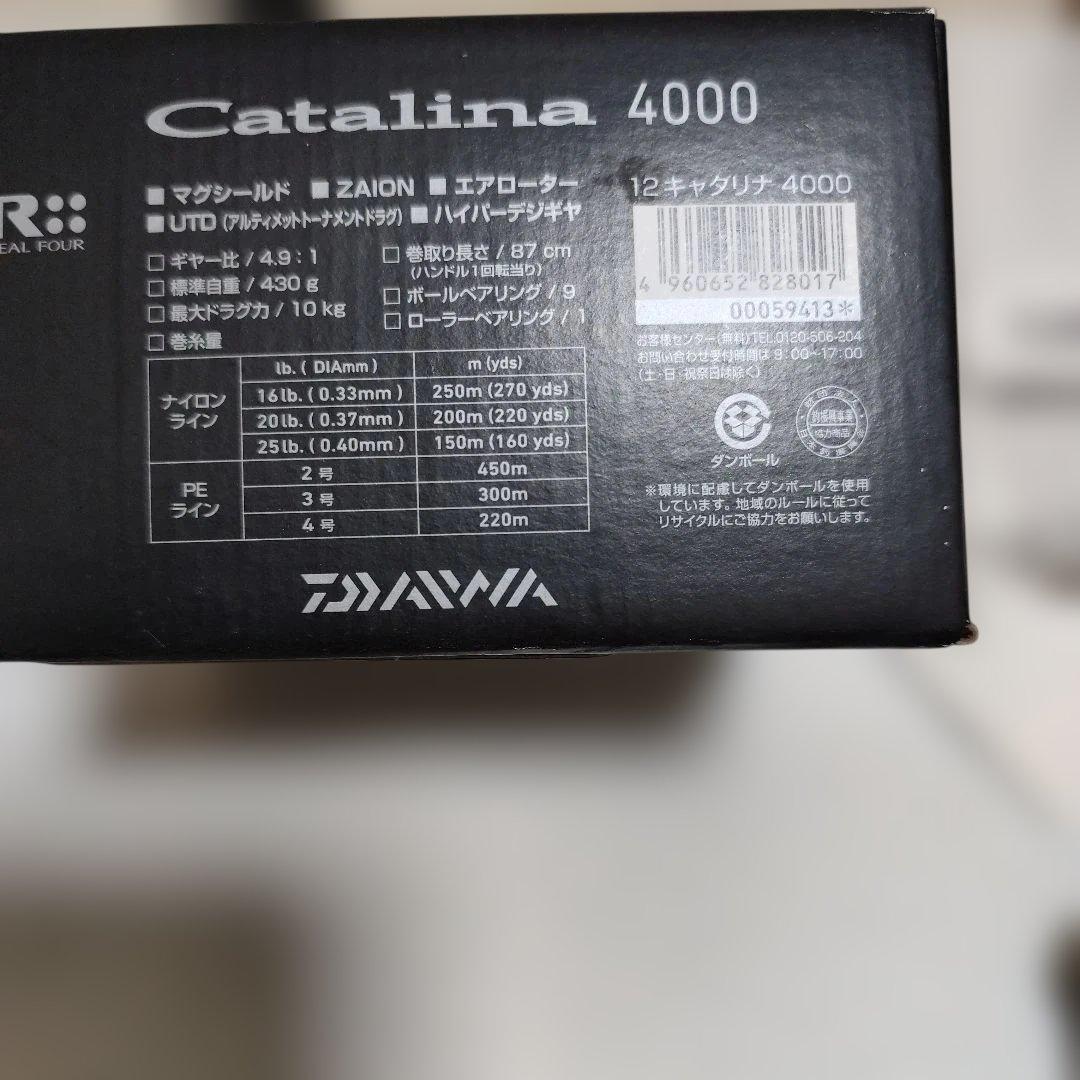 Catalina 4000
R
EAL FOUR
■ マグシールド ■ ZAION ■ エアローター
■ UTD (アルティメットトーナメントドラグ) ■ ハイパーデジギヤ
□ ギヤー比 / 4.9:1
□ 標準自重 / 430 g
□ 最大ドラグ力 / 10 kg
□ 巻糸量
□ 巻取り長さ / 87 cm
(ハンドル1回転当り)
□ ボールベアリング / 9
□ ローラーベアリング / 1
lb. ( DIAmm ) m (yds)
ナイロン
ライン
16lb. ( 0.33mm ) 250m (270 yds)
20lb. ( 0.37mm ) 200m (220 yds)
25lb. ( 0.40mm ) 150m (160 yds)
PE
ライン
2 号 450m
3 号 300m
4 号 220m
DAIWA
12キャタリナ 4000
4 960652 828017
00059413*
お客様センター(無料)TEL.0120-506-204
お問い合わせ受付時間は 9:00~17:00
(土・日・祝祭日は除く)
ダンボール
釣振興事業
協力商品
※環境に配慮してダンボールを使用
しています。地域のルールに従って
リサイクルにご協力をお願いします。